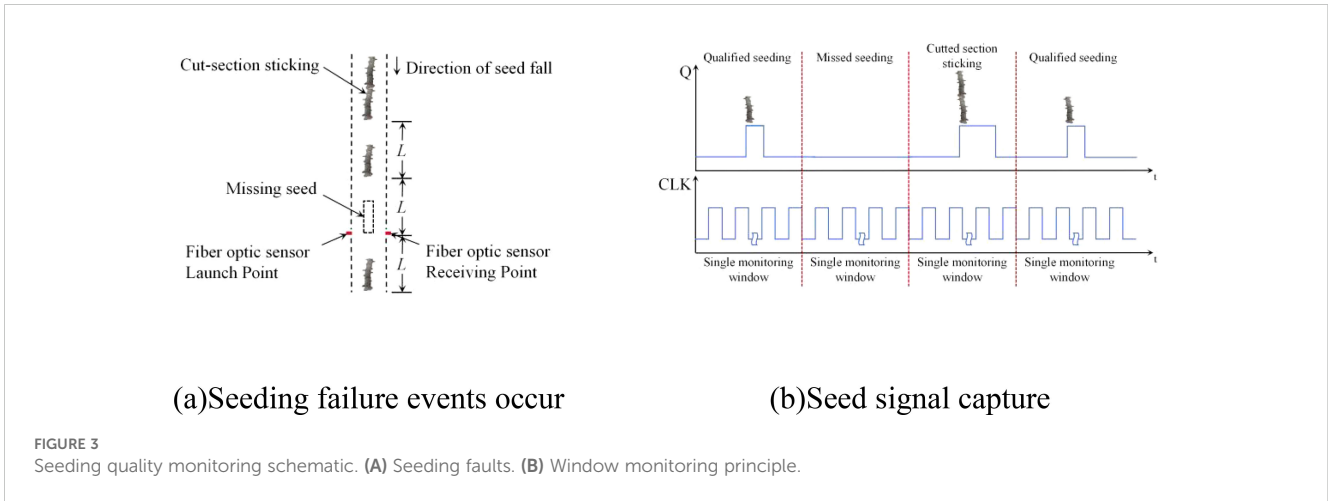 Cut-section sticking
Direction of seed fall
L
Missing seed
L
Fiber optic sensor
Launch Point
L
Fiber optic sensor
Receiving Point
Q
Qualified seeding
Missed seeding
Cutted section
sticking
Qualified seeding
t
CLK
t
Single monitoring
window
Single monitoring
window
Single monitoring
window
Single monitoring
window
(a)Seeding failure events occur
(b)Seed signal capture
FIGURE 3
Seeding quality monitoring schematic. (A) Seeding faults. (B) Window monitoring principle.